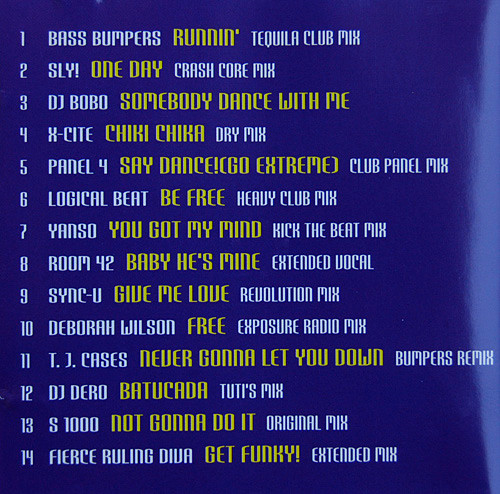 1 BASS BUMPERS RUNNIN' TEQUILA CLUB MIX
2 SLY! ONE DAY CRASH CORE MIX
3 DJ BOBO SOMEBODY DANCE WITH ME
4 X-CITE CHIKI CHIKA DRY MIX
5 PANEL 4 SAY DANCE!(GO EXTREME) CLUB PANEL MIX
6 LOGICAL BEAT BE FREE HEAVY CLUB MIX
7 YANSO YOU GOT MY MIND KICK THE BEAT MIX
8 ROOM 42 BABY HE'S MINE EXTENDED VOCAL
9 SYNC-U GIVE ME LOVE REVOLUTION MIX
10 DEBORAH WILSON FREE EXPOSURE RADIO MIX
11 T. J. CASES NEVER GONNA LET YOU DOWN BUMPERS REMIX
12 DJ DERO BATUCADA TUTI'S MIX
13 S 1000 NOT GONNA DO IT ORIGINAL MIX
14 FIERCE RULING DIVA GET FUNKY! EXTENDED MIX